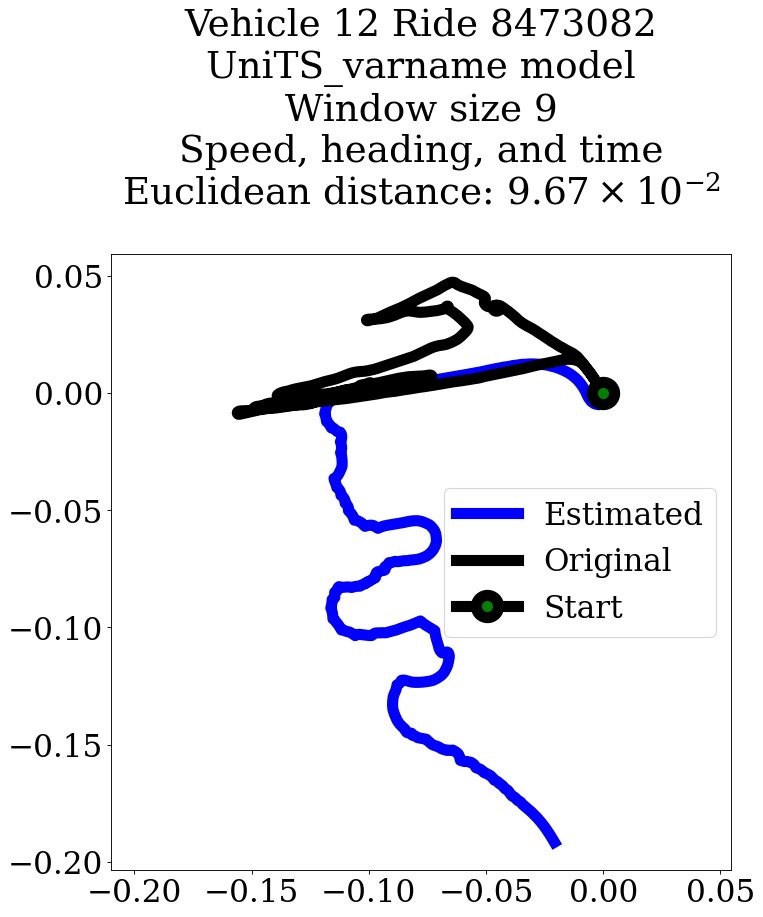 Vehicle 12 Ride 8473082
UniTS_varname model
Window size 9
Speed, heading, and time
Euclidean distance: 9.67 × 10⁻²
0.05
0.00
−0.05
−0.10
−0.15
−0.20
Estimated
Original
Start
−0.20 −0.15 −0.10 −0.05 0.00 0.05